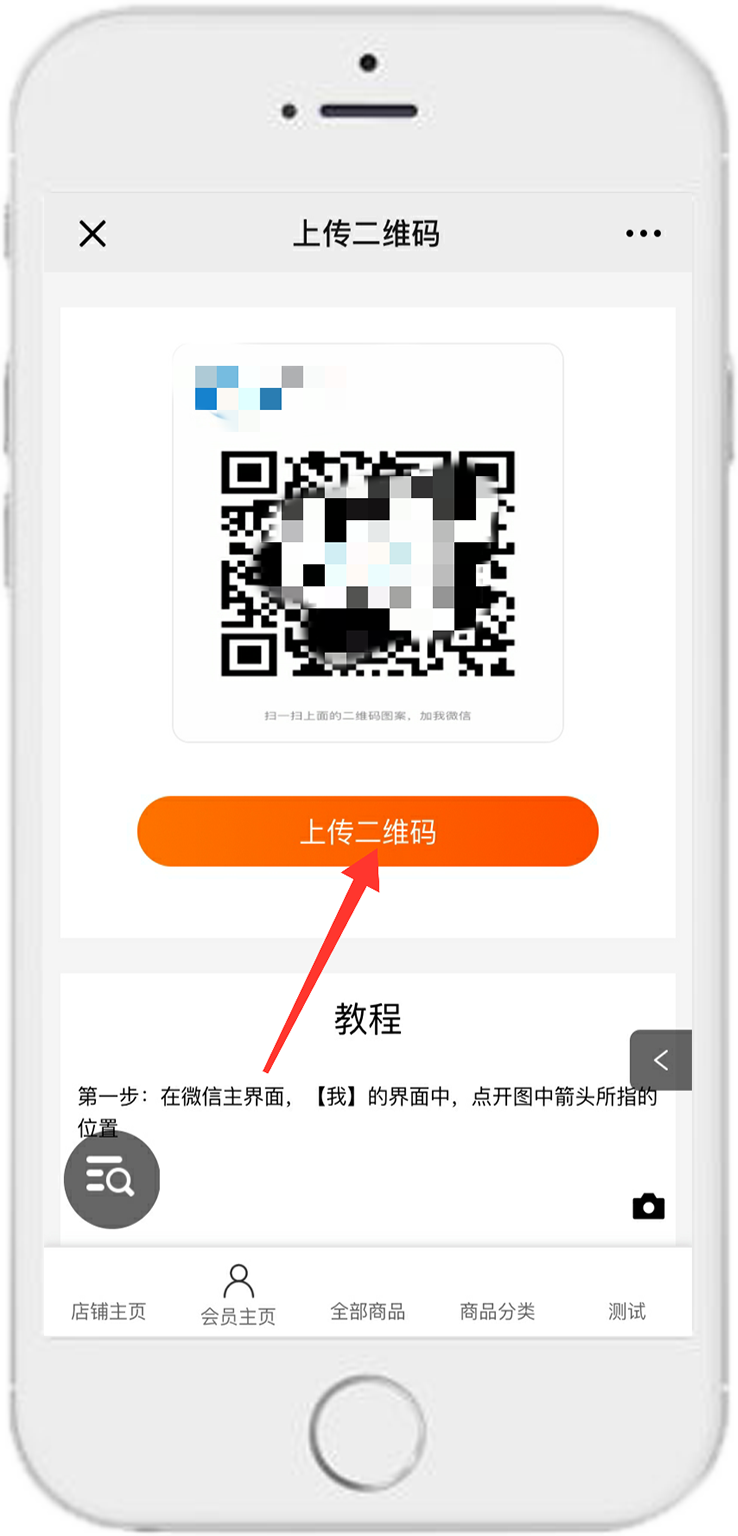 上传二维码
扫一扫上面的二维码图案，加我微信
上传二维码
教程
第一步：在微信主界面，【我】的界面中，点开图中箭头所指的
位置
店铺主页
会员主页
全部商品
商品分类
测试